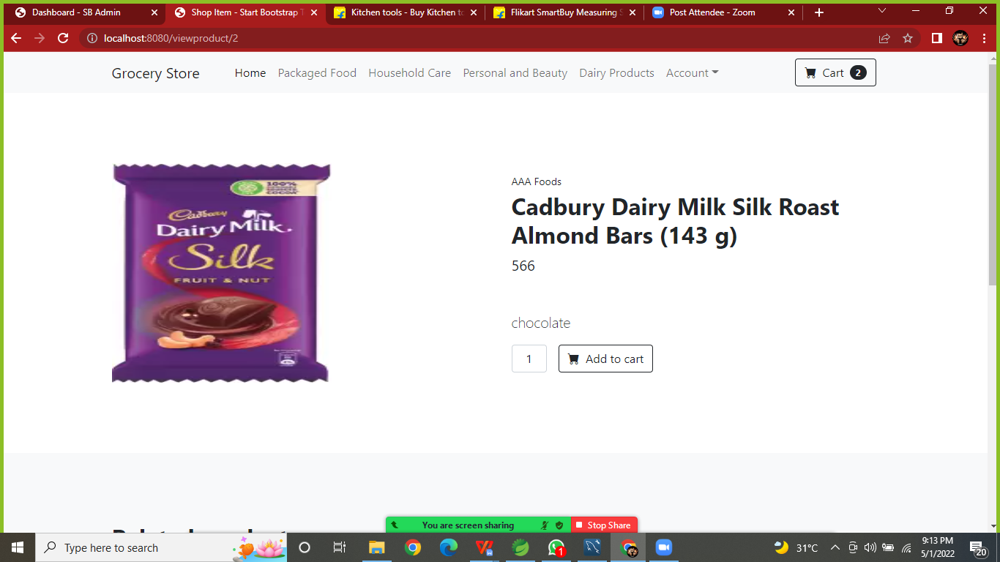 Dashboard - SB Admin
Shop Item - Start Bootstrap T
Kitchen tools - Buy Kitchen to
Flikart SmartBuy Measuring S
Post Attendee - Zoom
localhost:8080/viewproduct/2
Grocery Store
Home
Packaged Food
Household Care
Personal and Beauty
Dairy Products
Account
Cart 2
100%
COCOA
Cadbury
Dairy Milk
Silk
FRUIT & NUT
AAA Foods
Cadbury Dairy Milk Silk Roast
Almond Bars (143 g)
566
chocolate
1
Add to cart
You are screen sharing
Stop Share
Type here to search
1
31°C
9:13 PM
5/1/2022
20